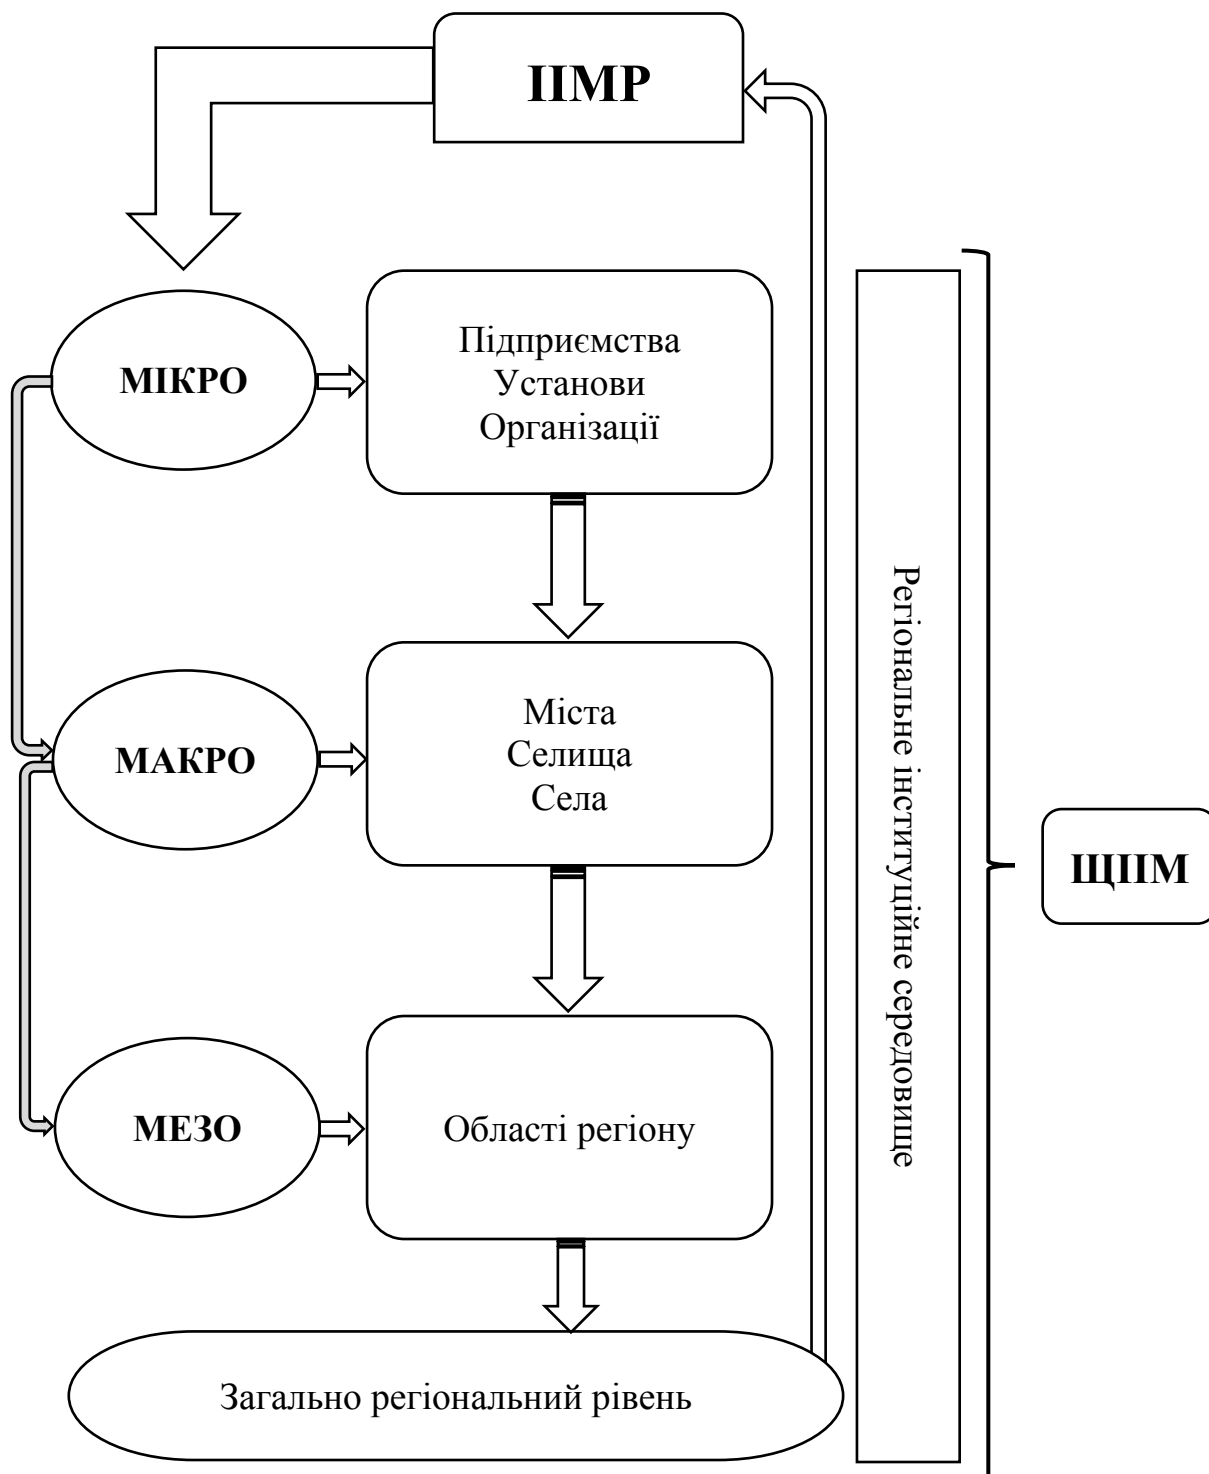 ІІМР
МІКРО
Підприємства
Установи
Організації
МАКРО
Міста
Селища
Села
МЕЗО
Області регіону
Загально регіональний рівень
Регіональне інституційне середовище
ЩІІМ